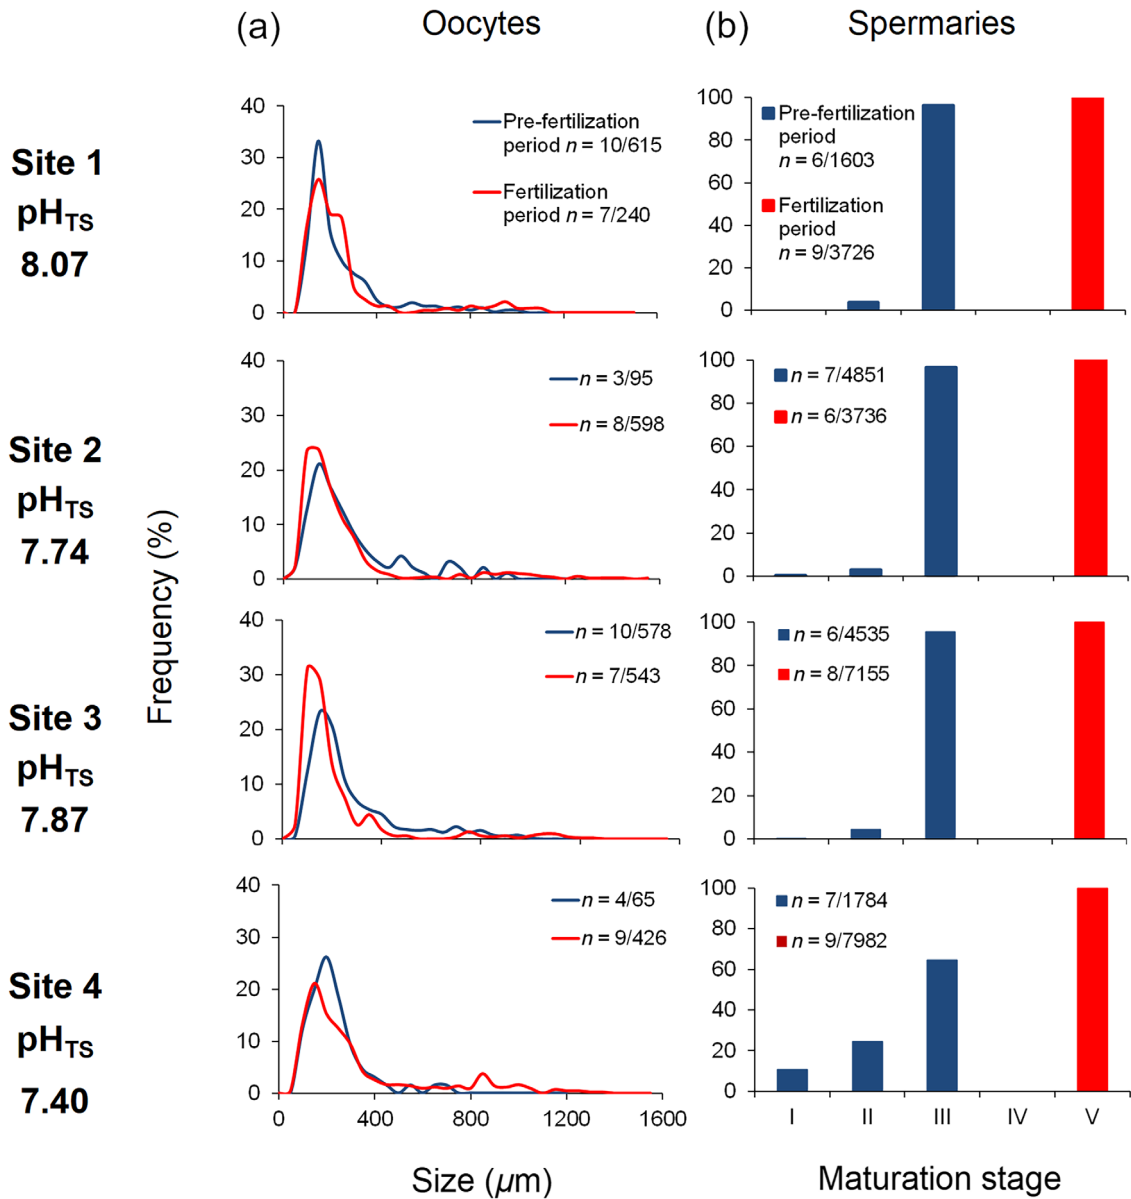 (a) Oocytes
(b) Spermaries
Site 1
pHTS
8.07
40
30
20
10
0
Pre-fertilization
period n = 10/615
Fertilization
period n = 7/240
100
80
60
40
20
0
Pre-fertilization
period
n = 6/1603
Fertilization
period
n = 9/3726
Site 2
pHTS
7.74
40
30
20
10
0
n = 3/95
n = 8/598
100
80
60
40
20
0
n = 7/4851
n = 6/3736
Frequency (%)
Site 3
pHTS
7.87
40
30
20
10
0
n = 10/578
n = 7/543
100
80
60
40
20
0
n = 6/4535
n = 8/7155
Site 4
pHTS
7.40
40
30
20
10
0
n = 4/65
n = 9/426
0 400 800 1200 1600
Size (µm)
100
80
60
40
20
0
n = 7/1784
n = 9/7982
I II III IV V
Maturation stage